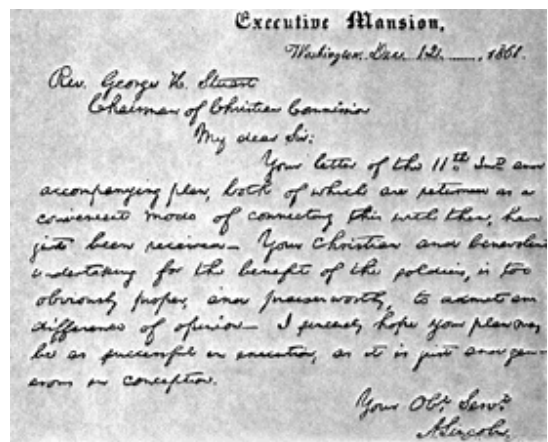 Executive Mansion,
Washington, Dec. 12, 1861.
Rev. George H. Stuart
Chairman of Christian Commission
My dear Sir:
Your letter of the 11th Inst. and
accompanying plan, both of which are returned as a
convenient mode of connecting this with them, have
just been received. Your Christian and benevolent
undertaking for the benefit of the soldiers, is too
obviously proper, and praiseworthy, to admit any
difference of opinion. I sincerely hope your plan may
be as successful in execution, as it is just and gen-
erous in conception.
Your Obt. Servt.
A. Lincoln